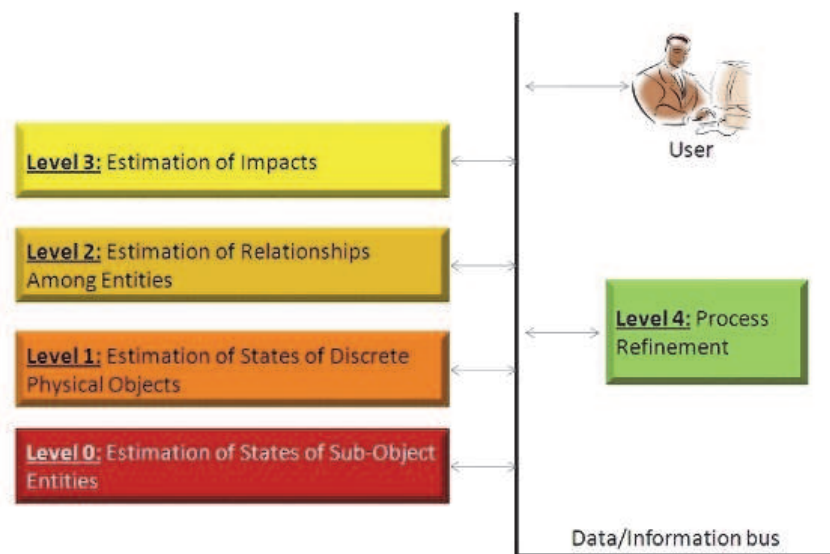 User
Level 3: Estimation of Impacts
Level 2: Estimation of Relationships
Among Entities
Level 4: Process
Refinement
Level 1: Estimation of States of Discrete
Physical Objects
Level 0: Estimation of States of Sub-Object
Entities
Data/Information bus